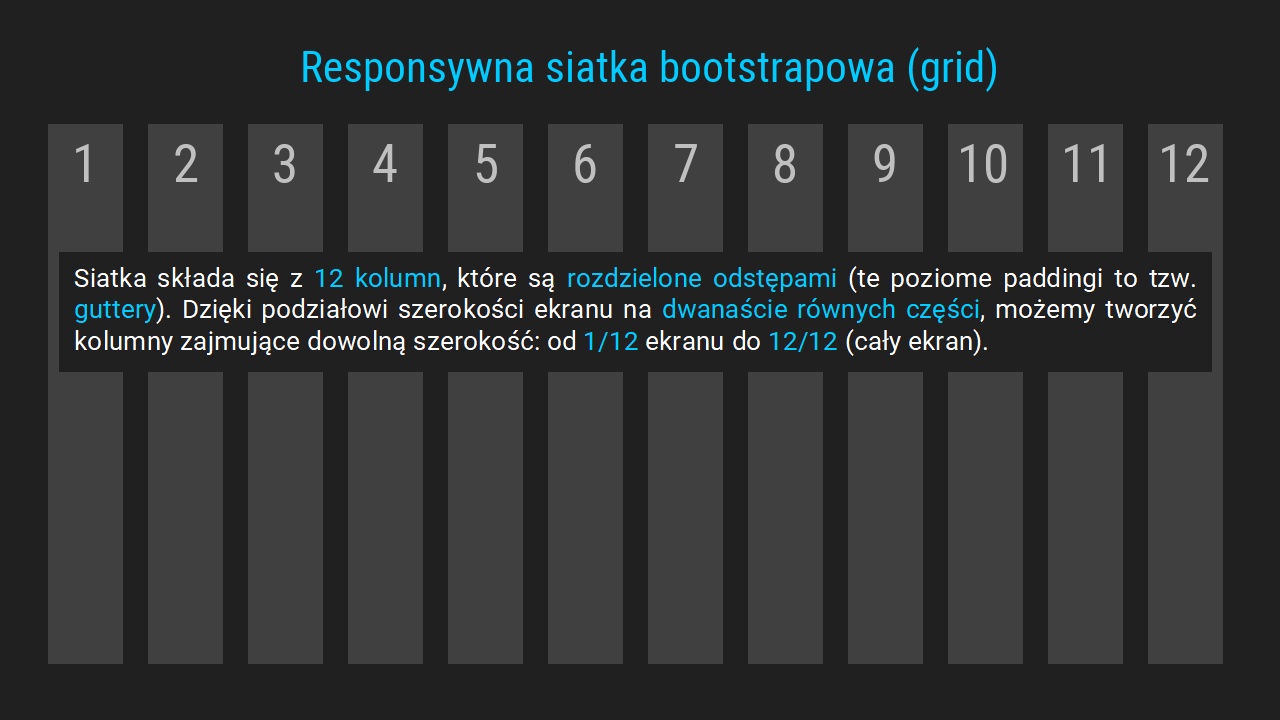 Responsywna siatka bootstrapowa (grid)
1 2 3 4 5 6 7 8 9 10 11 12
Siatka składa się z 12 kolumn, które są rozdzielone odstępami (te poziome paddingi to tzw.
guttery). Dzięki podziałowi szerokości ekranu na dwanaście równych części, możemy tworzyć
kolumny zajmujące dowolną szerokość: od 1/12 ekranu do 12/12 (cały ekran).